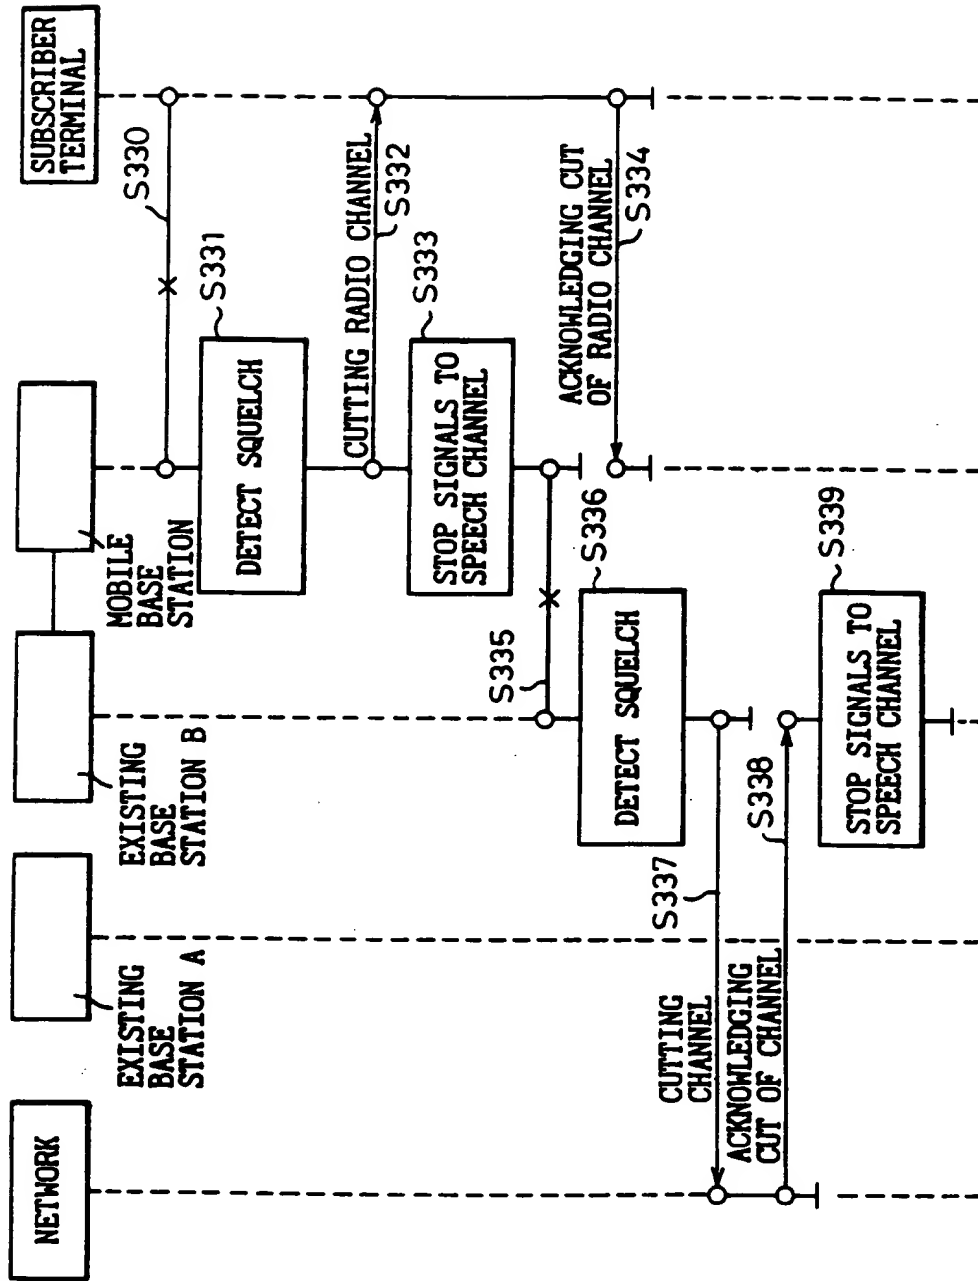 NETWORK
EXISTING
BASE
STATION A
EXISTING
BASE
STATION B
MOBILE
BASE
STATION
SUBSCRIBER
TERMINAL
S330
DETECT SQUELCH
S331
CUTTING RADIO CHANNEL
S332
STOP SIGNALS TO
SPEECH CHANNEL
S333
ACKNOWLEDGING CUT
OF RADIO CHANNEL
S334
S335
DETECT SQUELCH
S336
CUTTING
CHANNEL
S337
ACKNOWLEDGING
CUT OF CHANNEL
S338
STOP SIGNALS TO
SPEECH CHANNEL
S339